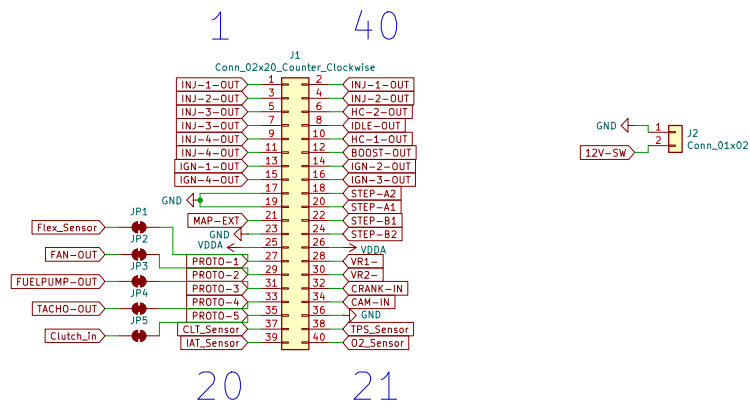 1 40
J1
Conn_02x20_Counter_Clockwise
INJ-1-OUT 1 2 INJ-1-OUT
INJ-2-OUT 3 4 INJ-2-OUT
INJ-3-OUT 5 6 HC-2-OUT
INJ-3-OUT 7 8 IDLE-OUT
INJ-4-OUT 9 10 HC-1-OUT
INJ-4-OUT 11 12 BOOST-OUT
IGN-1-OUT 13 14 IGN-2-OUT
IGN-4-OUT 15 16 IGN-3-OUT
17 18 STEP-A2
GND 19 20 STEP-A1
MAP-EXT 21 22 STEP-B1
GND 23 24 STEP-B2
VDDA 25 26 VDDA
PROTO-1 27 28 VR1-
PROTO-2 29 30 VR2-
PROTO-3 31 32 CRANK-IN
PROTO-4 33 34 CAM-IN
PROTO-5 35 36 GND
CLT_Sensor 37 38 TPS_Sensor
IAT_Sensor 39 40 O2_Sensor
JP1
Flex_Sensor
JP2
FAN-OUT
JP3
FUELPUMP-OUT
JP4
TACHO-OUT
JP5
Clutch_in
20 21
GND 1
12V-SW 2
J2
Conn_01x02